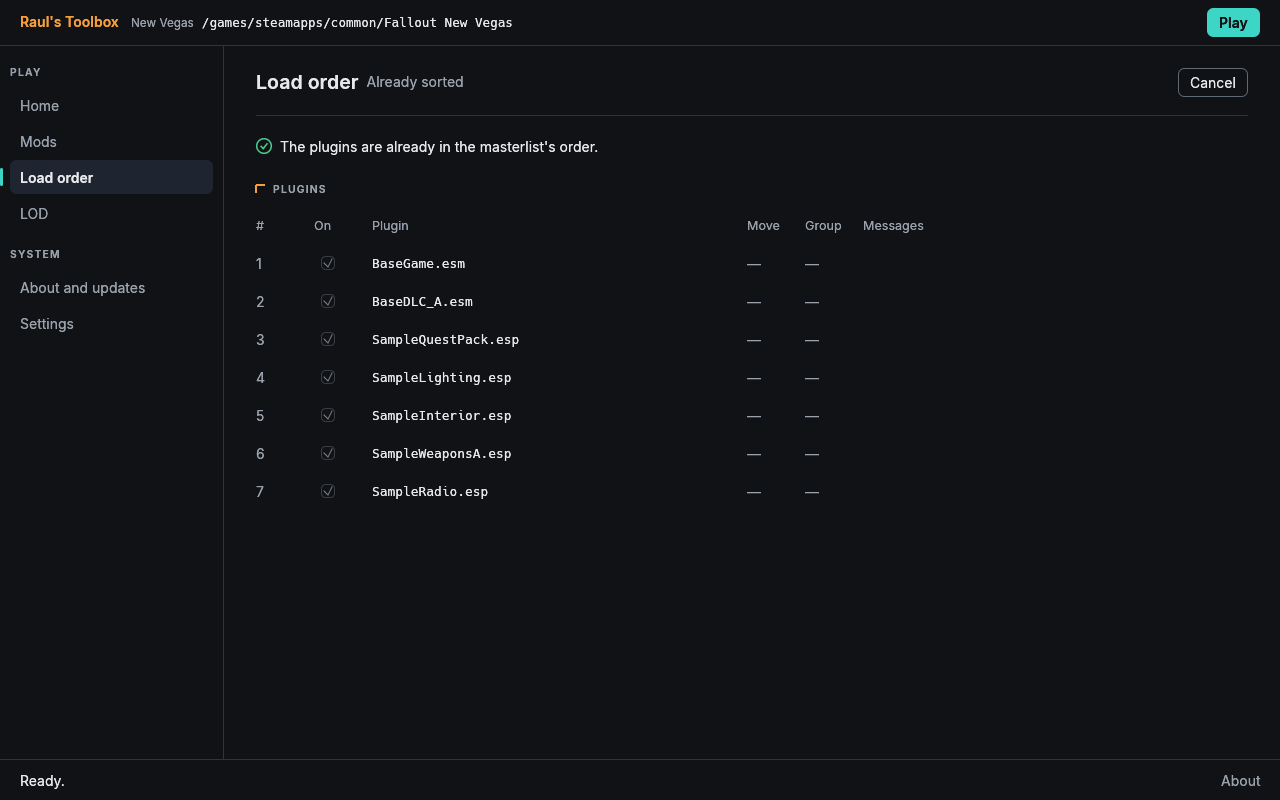 Raul's Toolbox New Vegas /games/steamapps/common/Fallout New Vegas Play
PLAY
Home
Mods
Load order
LOD
SYSTEM
About and updates
Settings
Load order Already sorted Cancel
The plugins are already in the masterlist's order.
PLUGINS
# On Plugin Move Group Messages
1 BaseGame.esm — —
2 BaseDLC_A.esm — —
3 SampleQuestPack.esp — —
4 SampleLighting.esp — —
5 SampleInterior.esp — —
6 SampleWeaponsA.esp — —
7 SampleRadio.esp — —
Ready. About